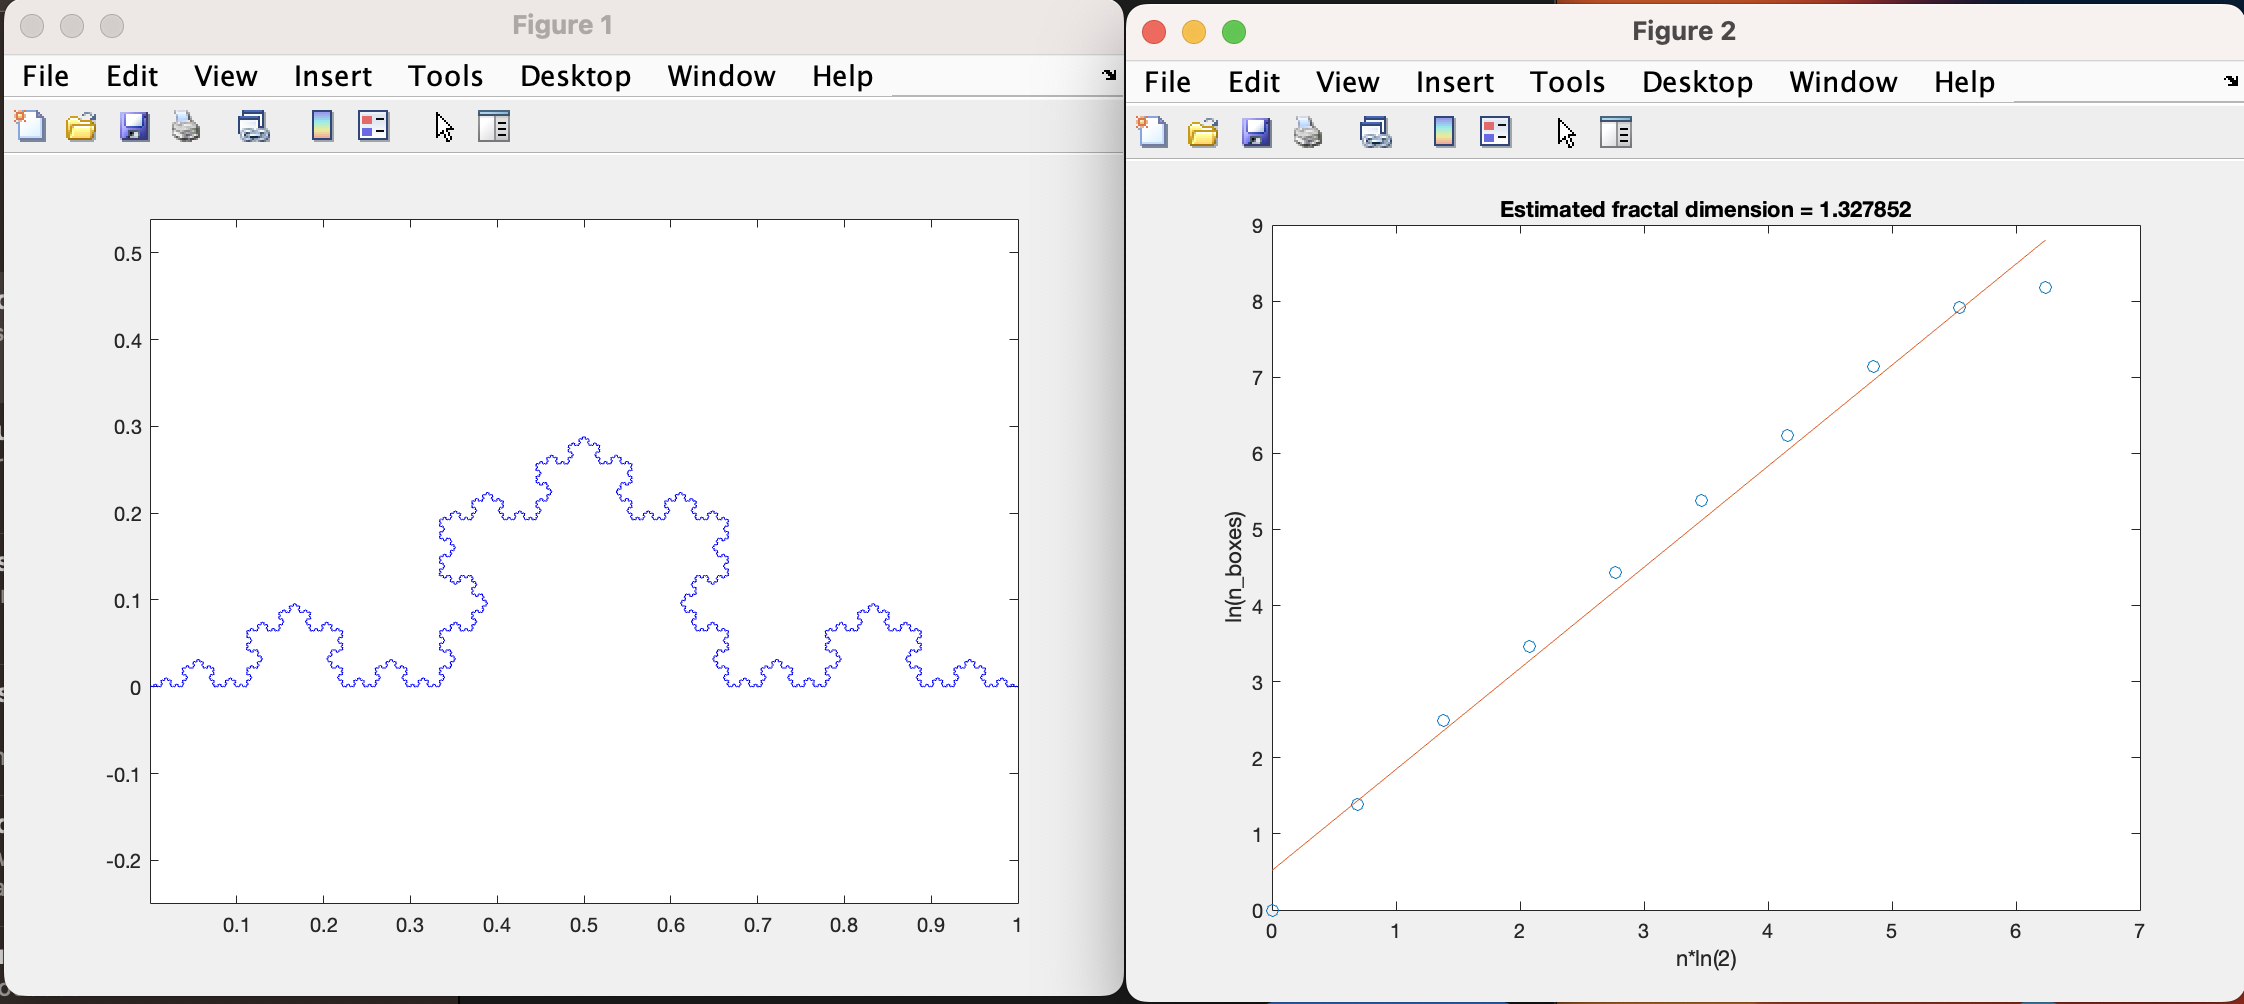 Figure 1
File Edit View Insert Tools Desktop Window Help
0.5
0.4
0.3
0.2
0.1
0
-0.1
-0.2
0.1 0.2 0.3 0.4 0.5 0.6 0.7 0.8 0.9 1
Figure 2
File Edit View Insert Tools Desktop Window Help
Estimated fractal dimension = 1.327852
9
8
7
6
5
4
3
2
1
0
ln(n_boxes)
0 1 2 3 4 5 6 7
n*ln(2)